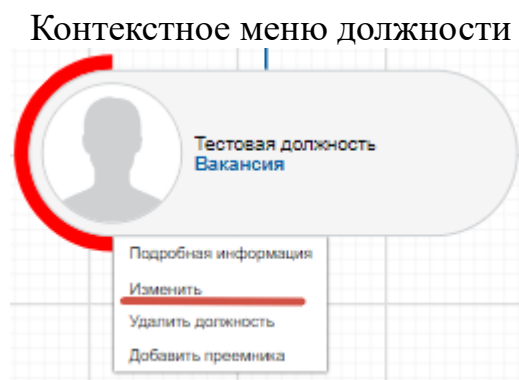 Контекстное меню должности
Тестовая должность
Вакансия
Подробная информация
Изменить
Удалить должность
Добавить преемника